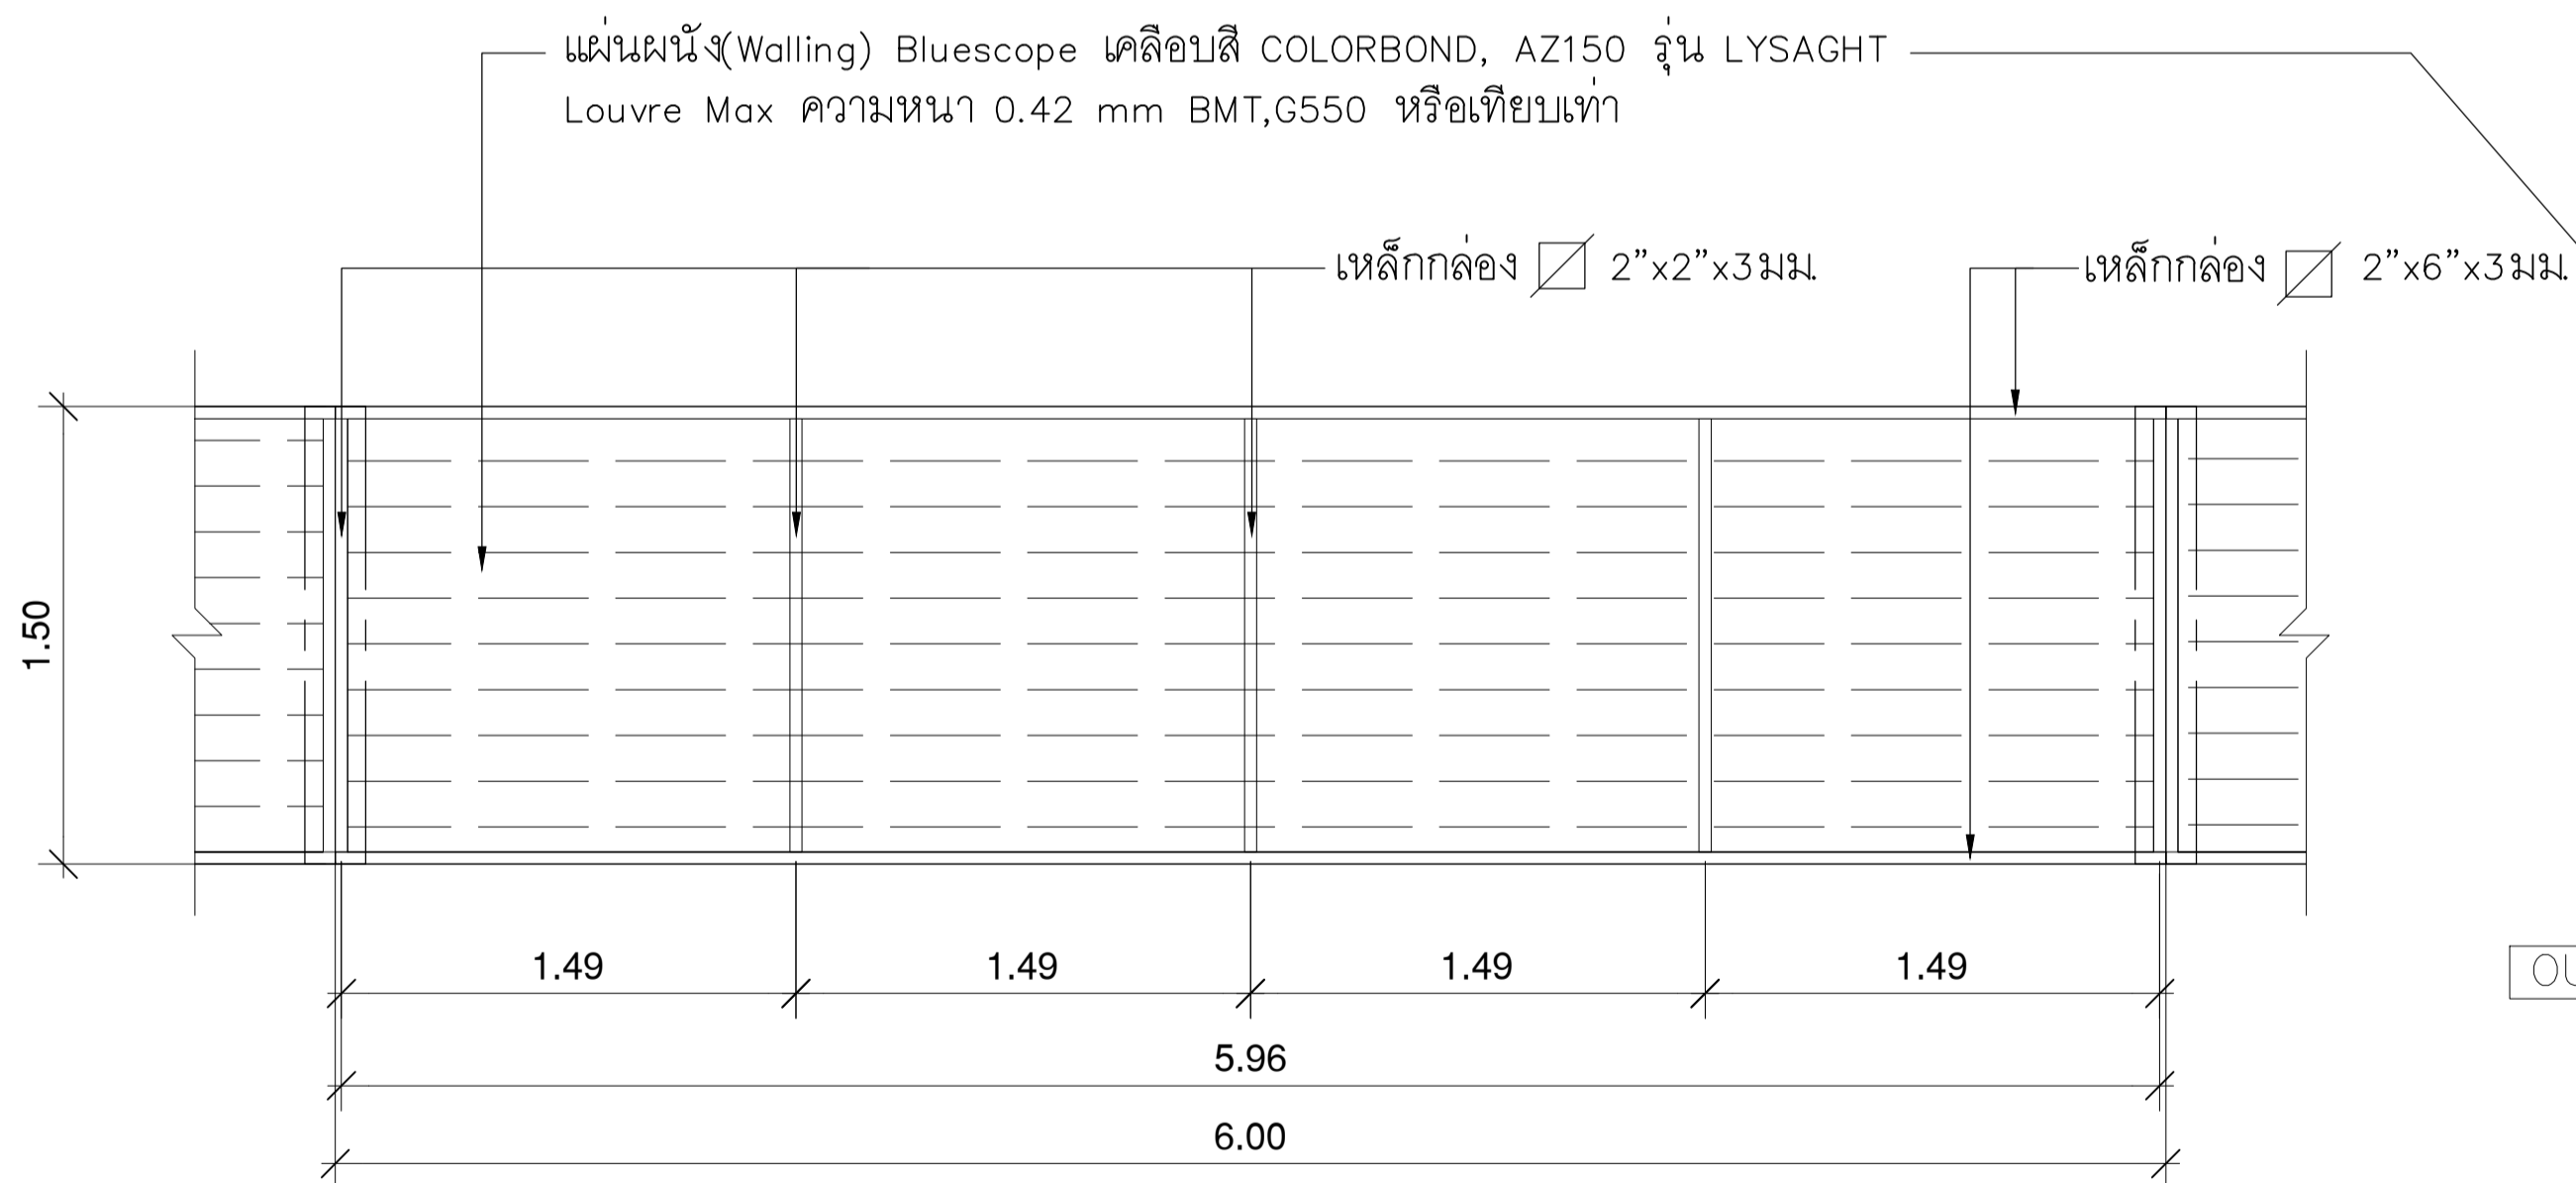 แผ่นผนัง(Walling) Bluescope เคลือบสี COLORBOND, AZ150 รุ่น LYSAGHT
Louvre Max ความหนา 0.42 mm BMT,G550 หรือเทียบเท่า
เหล็กกล่อง 2"x2"x3มม. เหล็กกล่อง 2"x6"x3มม.
1.50
1.49 1.49 1.49 1.49
5.96
6.00